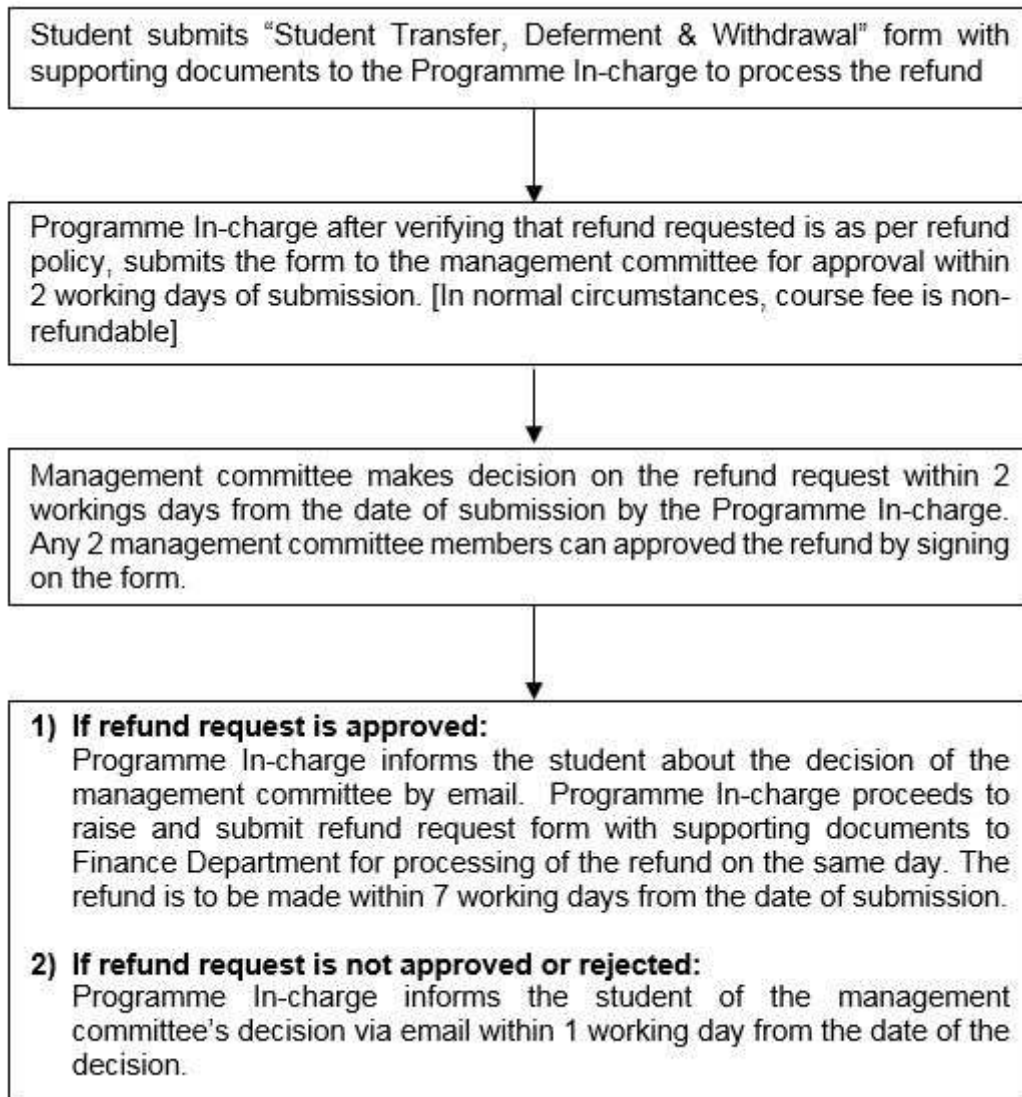 Student submits “Student Transfer, Deferment & Withdrawal” form with
supporting documents to the Programme In-charge to process the refund
Programme In-charge after verifying that refund requested is as per refund
policy, submits the form to the management committee for approval within
2 working days of submission. [In normal circumstances, course fee is non-
refundable]
Management committee makes decision on the refund request within 2
workings days from the date of submission by the Programme In-charge.
Any 2 management committee members can approved the refund by signing
on the form.
1) If refund request is approved:
Programme In-charge informs the student about the decision of the
management committee by email. Programme In-charge proceeds to
raise and submit refund request form with supporting documents to
Finance Department for processing of the refund on the same day. The
refund is to be made within 7 working days from the date of submission.
2) If refund request is not approved or rejected:
Programme In-charge informs the student of the management
committee’s decision via email within 1 working day from the date of the
decision.